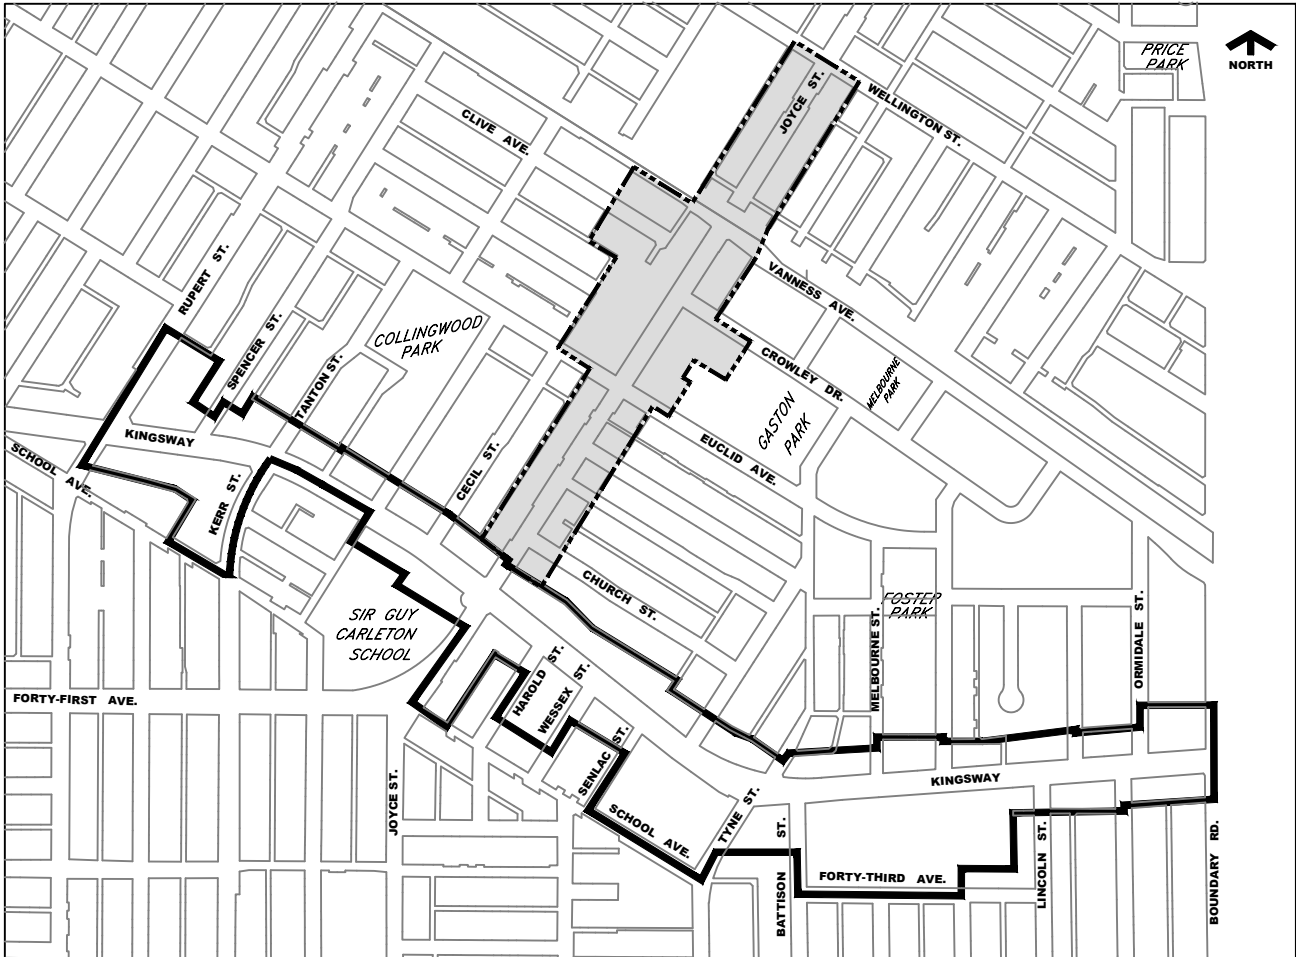 PRICE
PARK
NORTH
JOYCE ST.
WELLINGTON ST.
CLIVE AVE.
RUPERT ST.
VANNESS AVE.
SPENCER ST.
COLLINGWOOD
PARK
TANTON ST.
CROWLEY DR.
MELBOURNE
PARK
GASTON
PARK
KINGSWAY
SCHOOL AVE.
EUCLID AVE.
CECIL ST.
KERR ST.
CHURCH ST.
FOSTER
PARK
SIR GUY
CARLETON
SCHOOL
MELBOURNE ST.
ORMIDALE ST.
FORTY-FIRST AVE.
HAROLD ST.
WESSEX ST.
SENLAC ST.
KINGSWAY
JOYCE ST.
SCHOOL AVE.
TYNE ST.
BATTISON ST.
FORTY-THIRD AVE.
LINCOLN ST.
BOUNDARY RD.